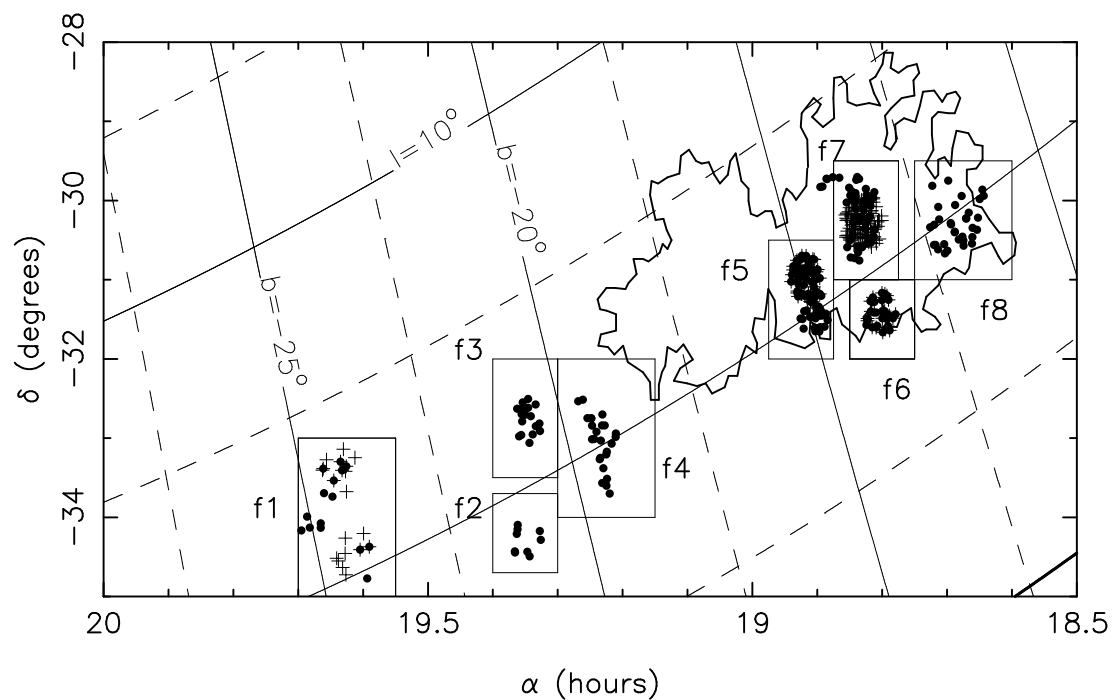 −28
−30
−32
−34
δ (degrees)
l=10°
b=20°
b=25°
f7
f5
f8
f3
f6
f4
f1
f2
20
19.5
19
18.5
α (hours)